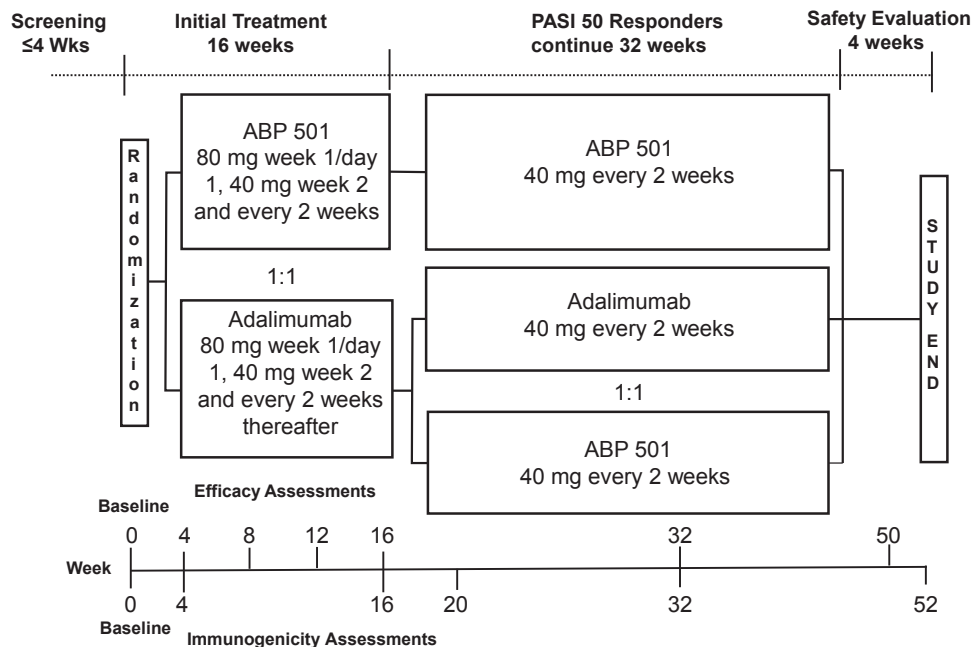 Screening
≤4 Wks
Initial Treatment
16 weeks
PASI 50 Responders
continue 32 weeks
Safety Evaluation
4 weeks
Randomization
ABP 501
80 mg week 1/day
1, 40 mg week 2
and every 2 weeks
1:1
Adalimumab
80 mg week 1/day
1, 40 mg week 2
and every 2 weeks
thereafter
ABP 501
40 mg every 2 weeks
Adalimumab
40 mg every 2 weeks
1:1
ABP 501
40 mg every 2 weeks
STUDY END
Efficacy Assessments
Baseline
0 4 8 12 16 32 50
Week
0 4 16 20 32 52
Baseline
Immunogenicity Assessments